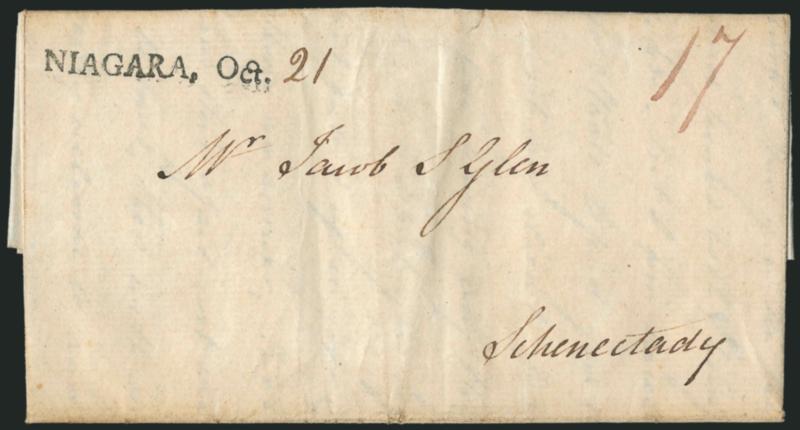 NIAGARA, Oct. 21
17
Mr Jacob S Glen
Schenectady